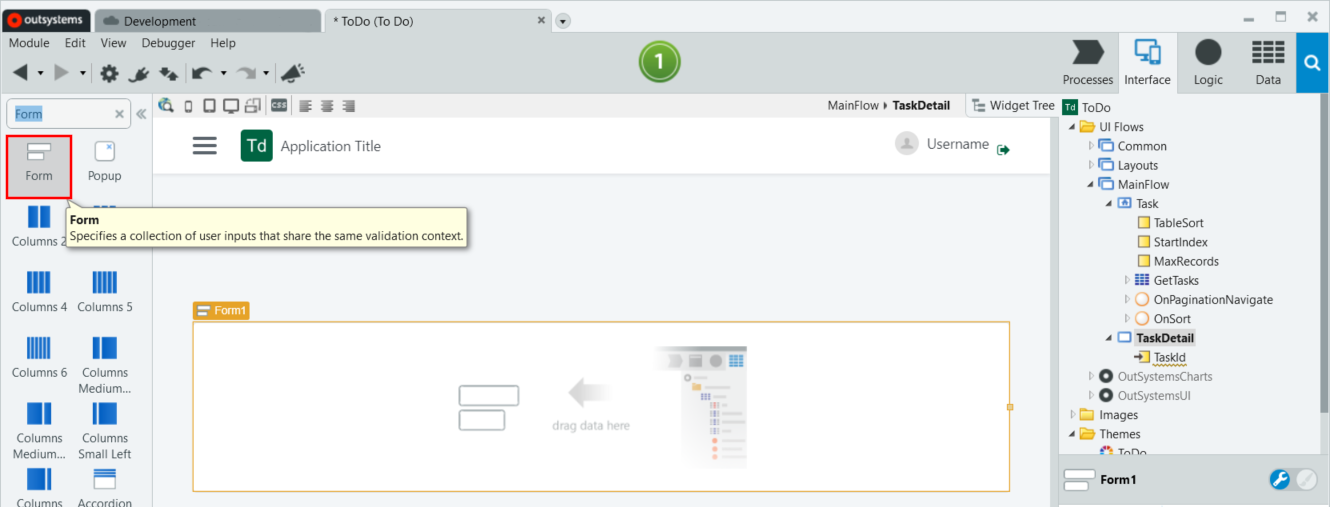 outsystems
Development
* ToDo (To Do)
Module Edit View Debugger Help
1
Processes Interface Logic Data
Form
css
MainFlow TaskDetail
Widget Tree
Td ToDo
Form Popup
Columns 2
Columns 4 Columns 5
Columns 6 Columns
Medium...
Columns Columns
Medium... Small Left
Columns Accordion
Td Application Title
Username
Form
Specifies a collection of user inputs that share the same validation context.
Form1
drag data here
UI Flows
Common
Layouts
MainFlow
Task
TableSort
StartIndex
MaxRecords
GetTasks
OnPaginationNavigate
OnSort
TaskDetail
TaskId
OutSystemsCharts
OutSystemsUI
Images
Themes
ToDo
Form1